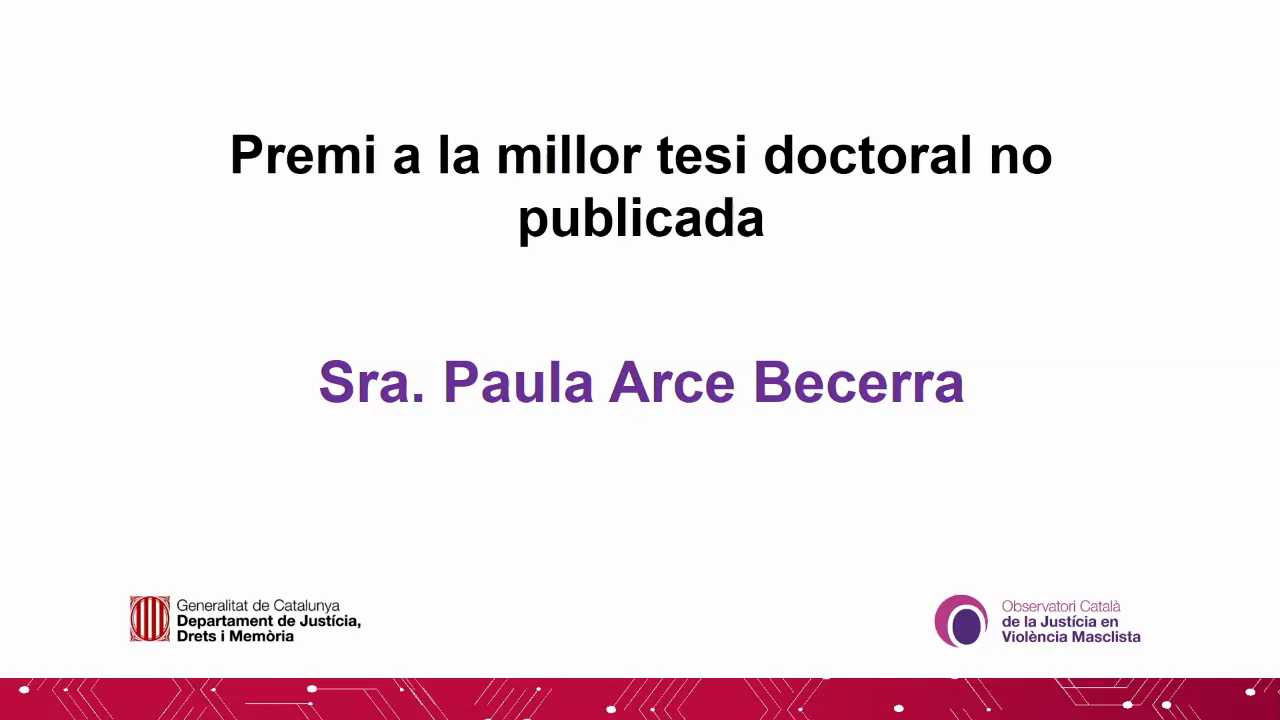 Premi a la millor tesi doctoral no
publicada
Sra. Paula Arce Becerra
Generalitat de Catalunya
Departament de Justícia,
Drets i Memòria
Observatori Català
de la Justícia en
Violència Masclista